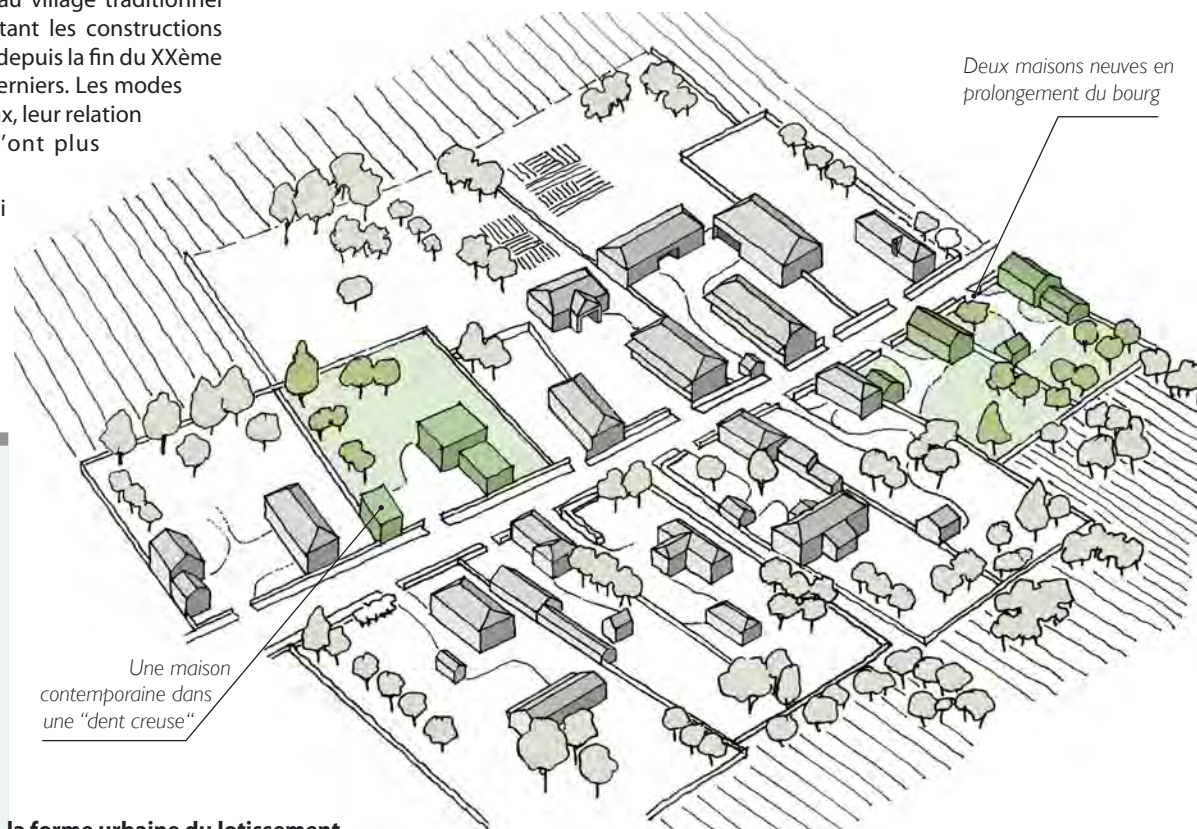 au village traditionnel
tant les constructions
depuis la fin du XXème
erniers. Les modes
x, leur relation
'ont plus
i
Deux maisons neuves en
prolongement du bourg
Une maison
contemporaine dans
une “dent creuse“
la forme urbaine du lotissement